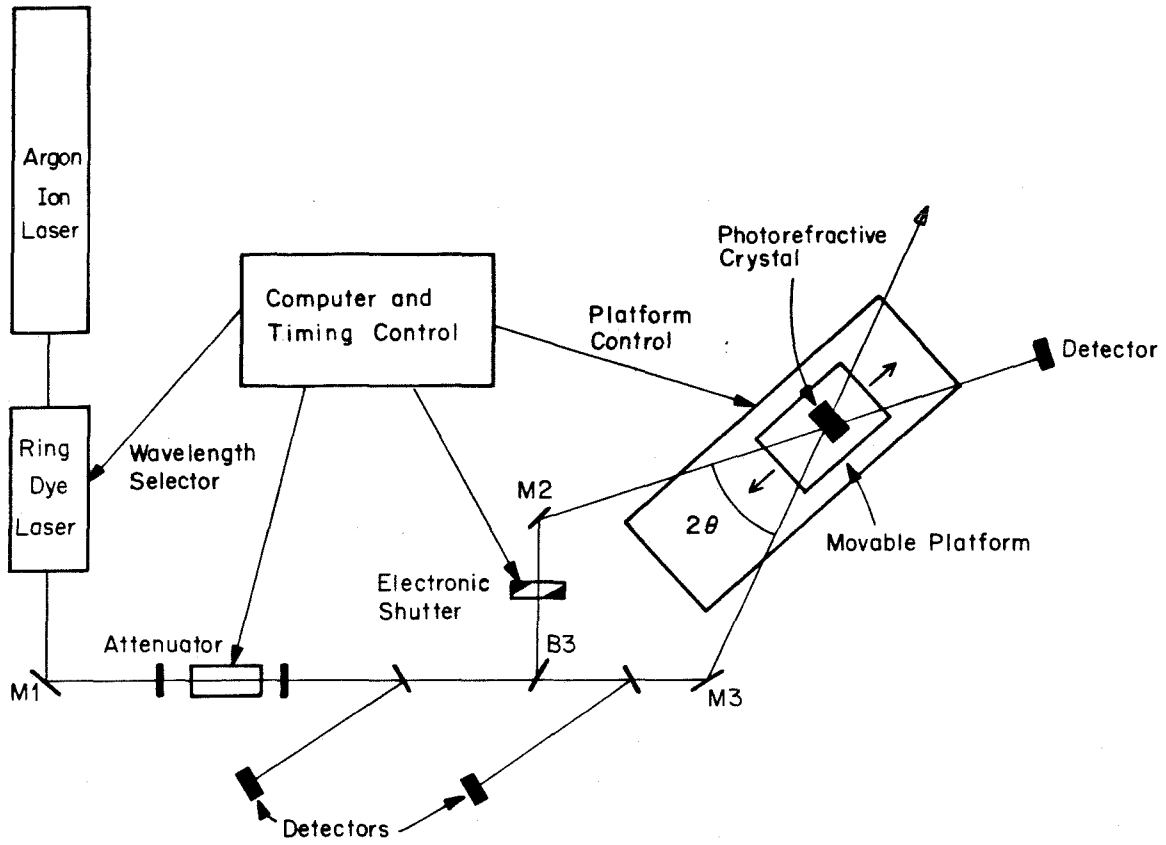 Argon
Ion
Laser
Computer and
Timing Control
Photorefractive
Crystal
Platform
Control
Detector
Ring
Dye
Laser
Wavelength
Selector
M2
2θ
Movable Platform
Electronic
Shutter
Attenuator
B3
M1
M3
Detectors